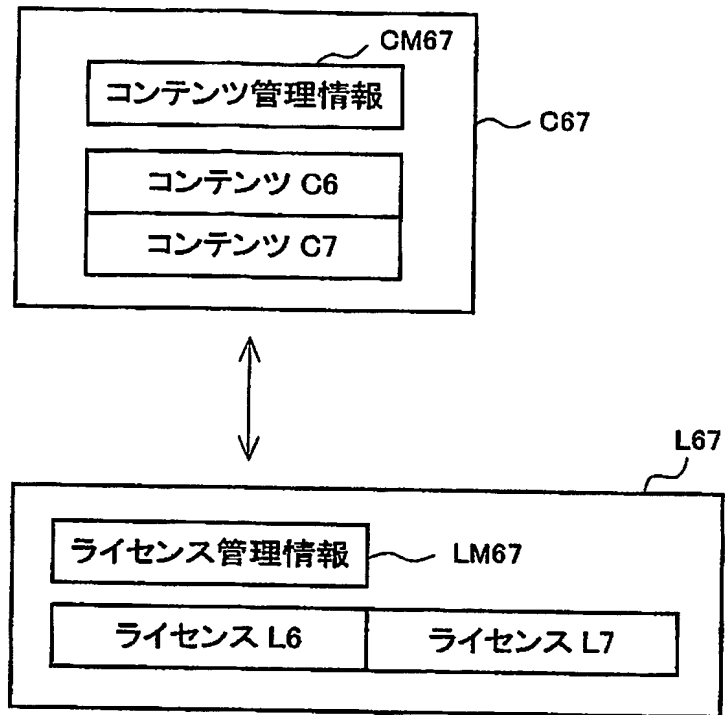 CM67
コンテンツ管理情報
C67
コンテンツ C6
コンテンツ C7
L67
ライセンス管理情報
LM67
ライセンス L6
ライセンス L7